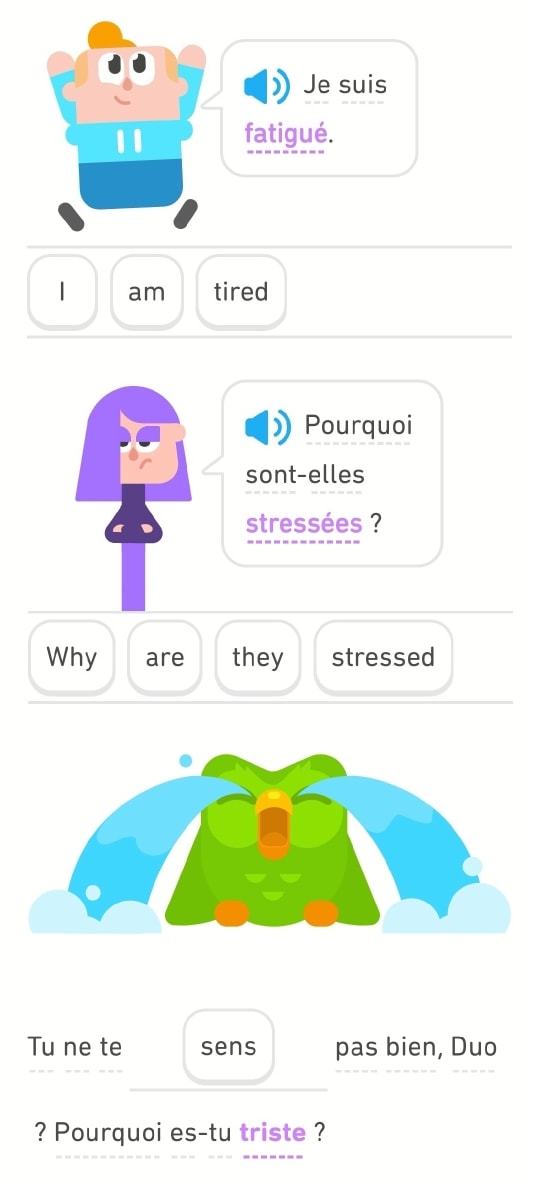 Je suis
fatigué.
I am tired
Pourquoi
sont-elles
stressées ?
Why are they stressed
Tu ne te sens pas bien, Duo
? Pourquoi es-tu triste ?